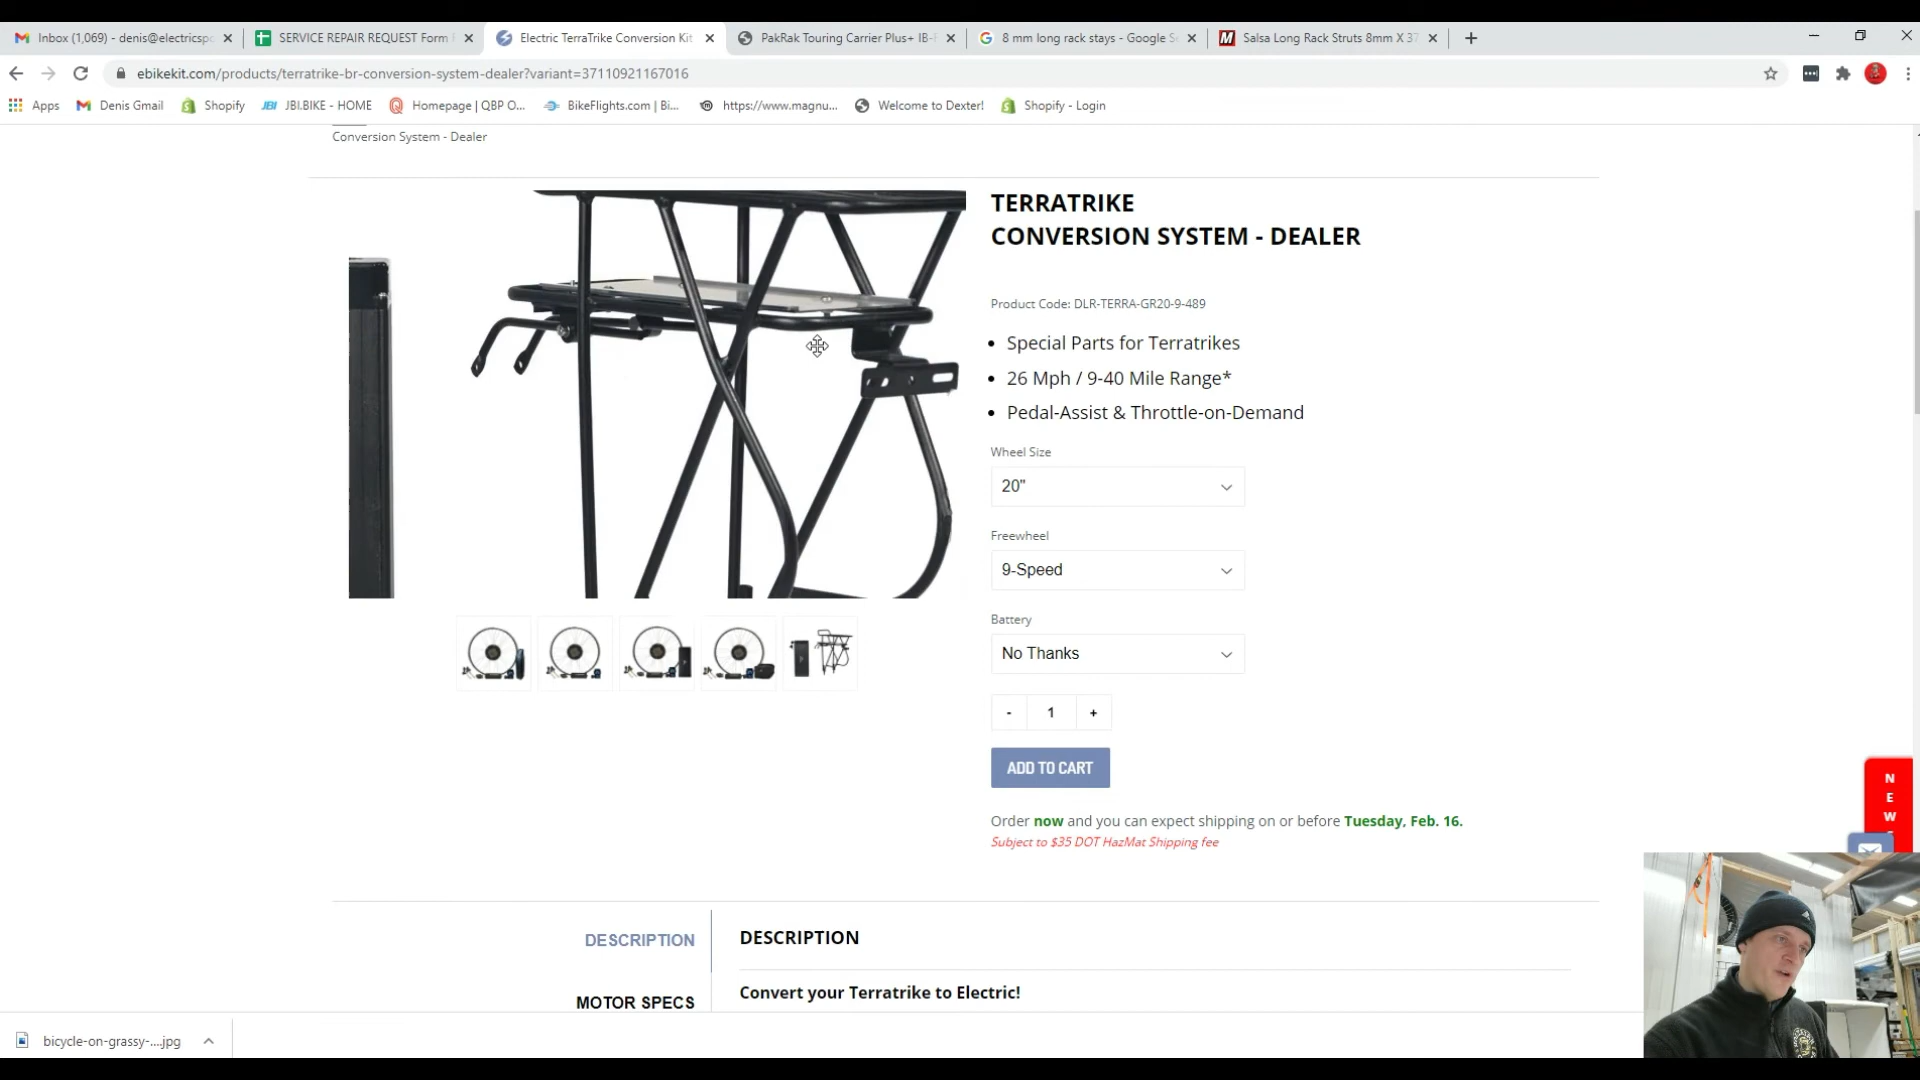 Inbox (1,069) - denis@electricspo
SERVICE REPAIR REQUEST Form
Electric TerraTrike Conversion Kit
PakRak Touring Carrier Plus+ IB-
8 mm long rack stays - Google S
Salsa Long Rack Struts 8mm X 37
ebikekit.com/products/terratrike-br-conversion-system-dealer?variant=37110921167016
Apps
Denis Gmail
Shopify
JBI JBI.BIKE - HOME
Homepage | QBP O...
BikeFlights.com | Bi...
https://www.magnu...
Welcome to Dexter!
Shopify - Login
Conversion System - Dealer
TERRATRIKE
CONVERSION SYSTEM - DEALER
Product Code: DLR-TERRA-GR20-9-489
• Special Parts for Terratrikes
• 26 Mph / 9-40 Mile Range*
• Pedal-Assist & Throttle-on-Demand
Wheel Size
20"
Freewheel
9-Speed
Battery
No Thanks
- 1 +
ADD TO CART
Order now and you can expect shipping on or before Tuesday, Feb. 16.
Subject to $35 DOT HazMat Shipping fee
N
E
W
DESCRIPTION
DESCRIPTION
Convert your Terratrike to Electric!
MOTOR SPECS
bicycle-on-grassy-....jpg